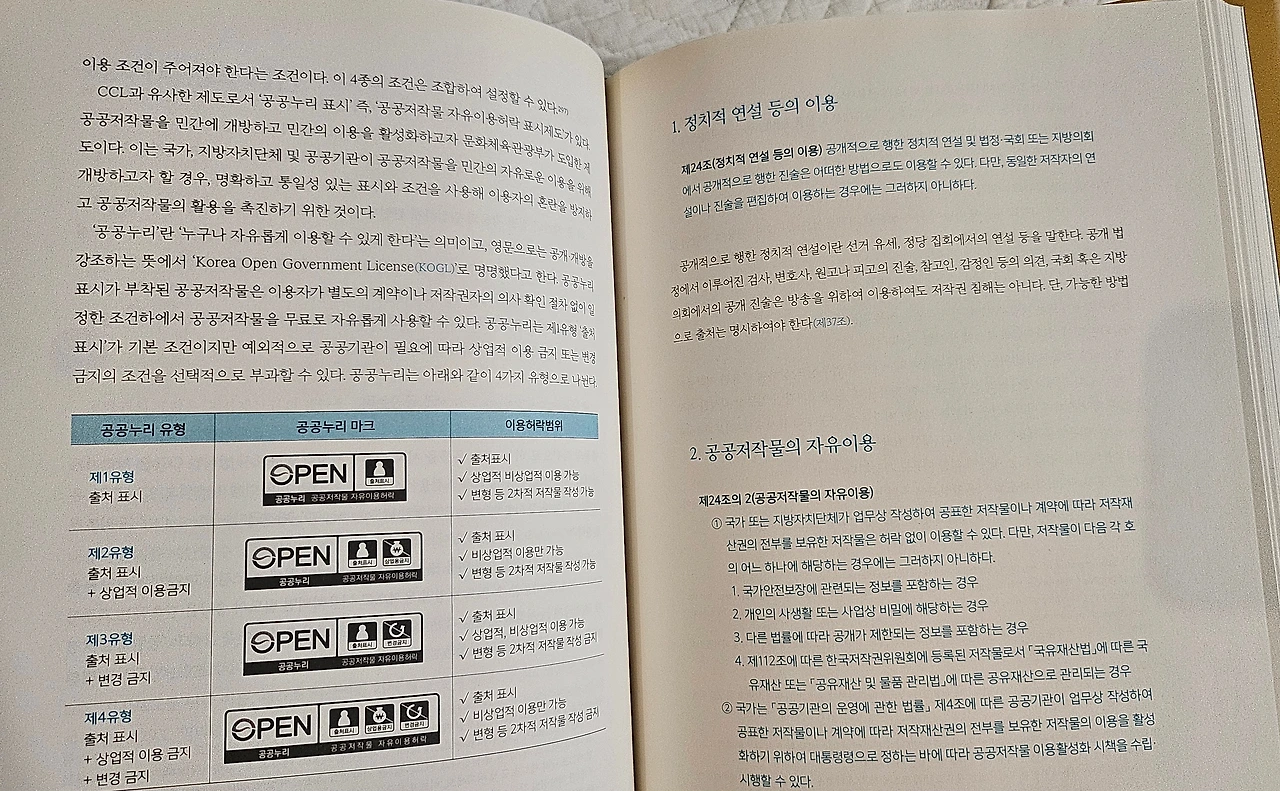 이용 조건이 주어져야 한다는 조건이다. 이 4종의 조건은 조합하여 설정할 수 있다.297)
CCL과 유사한 제도로서 ‘공공누리 표시’ 즉, ‘공공저작물 자유이용허락 표시제도’가 있다.
공공저작물을 민간에 개방하고 민간의 이용을 활성화하고자 문화체육관광부가 도입한 제
도이다. 이는 국가, 지방자치단체 및 공공기관이 공공저작물을 민간의 자유로운 이용을 위해
개방하고자 할 경우, 명확하고 통일성 있는 표시와 조건을 사용해 이용자의 혼란을 방지하
고 공공저작물의 활용을 촉진하기 위한 것이다.
‘공공누리’란 ‘누구나 자유롭게 이용할 수 있게 한다’는 의미이고, 영문으로는 공개·개방을
강조하는 뜻에서 ‘Korea Open Government License(KOGL)’로 명명했다고 한다. 공공누리
표시가 부착된 공공저작물은 이용자가 별도의 계약이나 저작권자의 의사 확인 절차 없이 일
정한 조건하에서 공공저작물을 무료로 자유롭게 사용할 수 있다. 공공누리는 제1유형 ‘출처
표시’가 기본 조건이지만 예외적으로 공공기관이 필요에 따라 상업적 이용 금지 또는 변경
금지의 조건을 선택적으로 부과할 수 있다. 공공누리는 아래와 같이 4가지 유형으로 나뉜다.
공공누리 유형 공공누리 마크 이용허락범위
제1유형
출처 표시
OPEN
출처표시
공공누리 공공저작물 자유이용허락
✓ 출처표시
✓ 상업적 비상업적 이용 가능
✓ 변형 등 2차적 저작물 작성 가능
제2유형
출처 표시
+ 상업적 이용금지
OPEN
출처표시 상업용금지
공공누리 공공저작물 자유이용허락
✓ 출처 표시
✓ 비상업적 이용만 가능
✓ 변형 등 2차적 저작물 작성 가능
제3유형
출처 표시
+ 변경 금지
OPEN
출처표시 변경금지
공공누리 공공저작물 자유이용허락
✓ 출처 표시
✓ 상업적, 비상업적 이용 가능
✓ 변형 등 2차적 저작물 작성 금지
제4유형
출처 표시
+ 상업적 이용 금지
+ 변경 금지
OPEN
출처표시 상업용금지 변경금지
공공누리 공공저작물 자유이용허락
✓ 출처 표시
✓ 비상업적 이용만 가능
✓ 변형 등 2차적 저작물 작성 금지
1. 정치적 연설 등의 이용
제24조(정치적 연설 등의 이용) 공개적으로 행한 정치적 연설 및 법정·국회 또는 지방의회
에서 공개적으로 행한 진술은 어떠한 방법으로도 이용할 수 있다. 다만, 동일한 저작자의 연
설이나 진술을 편집하여 이용하는 경우에는 그러하지 아니하다.
공개적으로 행한 정치적 연설이란 선거 유세, 정당 집회에서의 연설 등을 말한다. 공개 법
정에서 이루어진 검사, 변호사, 원고나 피고의 진술, 참고인, 감정인 등의 의견, 국회 혹은 지방
의회에서의 공개 진술은 방송을 위하여 이용하여도 저작권 침해는 아니다. 단, 가능한 방법
으로 출처는 명시하여야 한다(제37조).
2. 공공저작물의 자유이용
제24조의 2(공공저작물의 자유이용)
① 국가 또는 지방자치단체가 업무상 작성하여 공표한 저작물이나 계약에 따라 저작재
산권의 전부를 보유한 저작물은 허락 없이 이용할 수 있다. 다만, 저작물이 다음 각 호
의 어느 하나에 해당하는 경우에는 그러하지 아니하다.
1. 국가안전보장에 관련되는 정보를 포함하는 경우
2. 개인의 사생활 또는 사업상 비밀에 해당하는 경우
3. 다른 법률에 따라 공개가 제한되는 정보를 포함하는 경우
4. 제112조에 따른 한국저작권위원회에 등록된 저작물로서 「국유재산법」에 따른 국
유재산 또는 「공유재산 및 물품 관리법」에 따른 공유재산으로 관리되는 경우
② 국가는 「공공기관의 운영에 관한 법률」 제4조에 따른 공공기관이 업무상 작성하여
공표한 저작물이나 계약에 따라 저작재산권의 전부를 보유한 저작물의 이용을 활성
화하기 위하여 대통령령으로 정하는 바에 따라 공공저작물 이용활성화 시책을 수립·
시행할 수 있다.